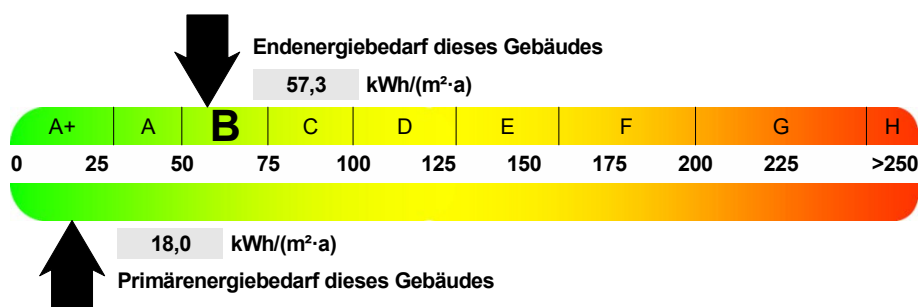 Endenergiebedarf dieses Gebäudes
57,3 kWh/(m²·a)
A+ A B C D E F G H
0 25 50 75 100 125 150 175 200 225 >250
18,0 kWh/(m²·a)
Primärenergiebedarf dieses Gebäudes